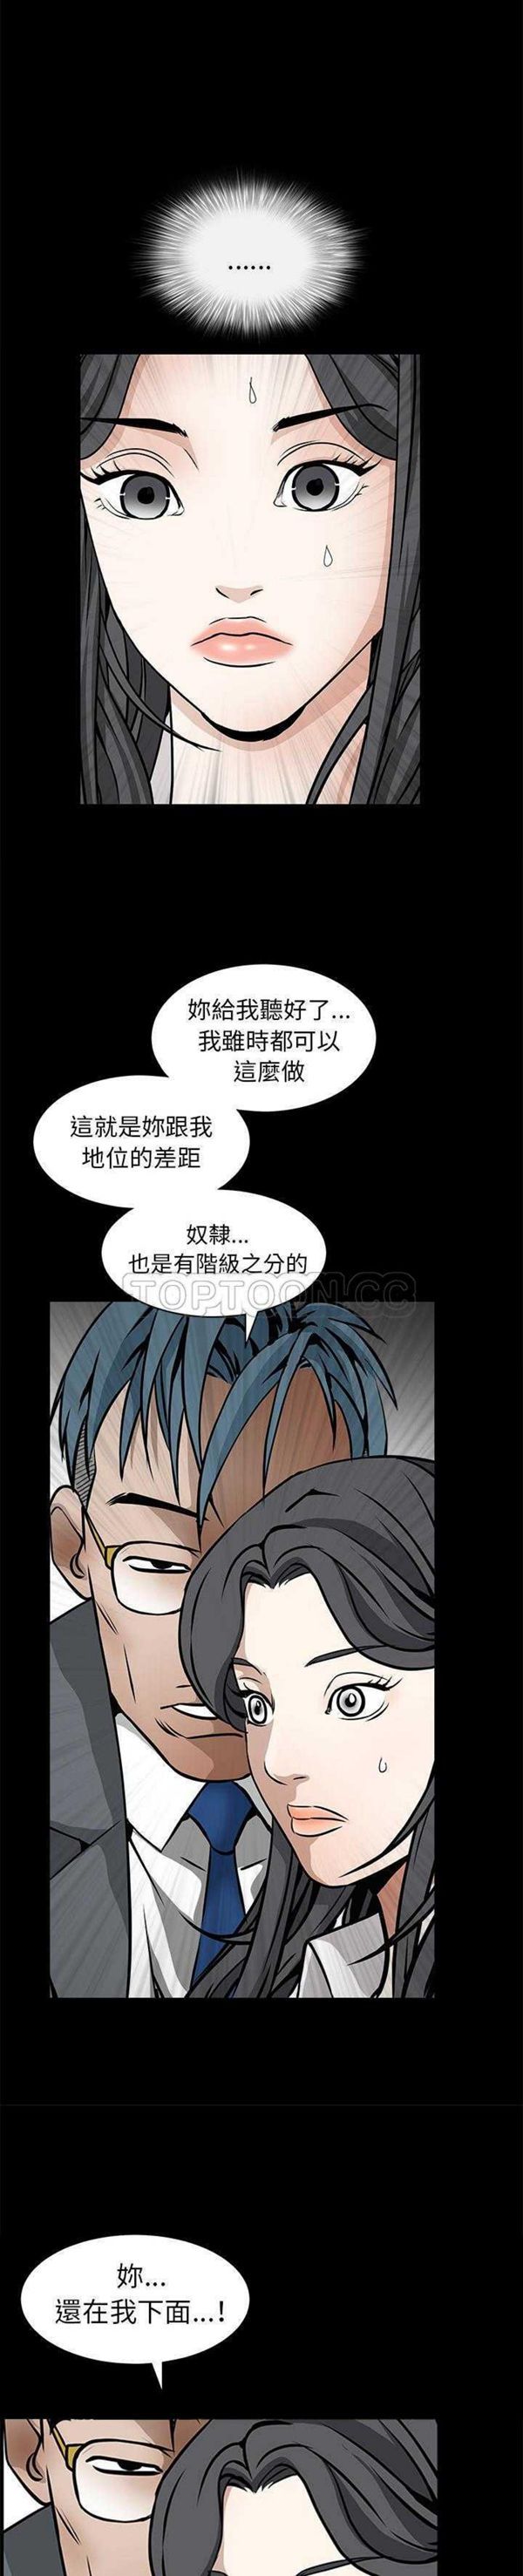 ......
妳給我聽好了...
我雖時都可以
這麼做
這就是妳跟我
地位的差距
奴隸...
也是有階級之分的
TOPTOON.CC
妳...
還在我下面...!